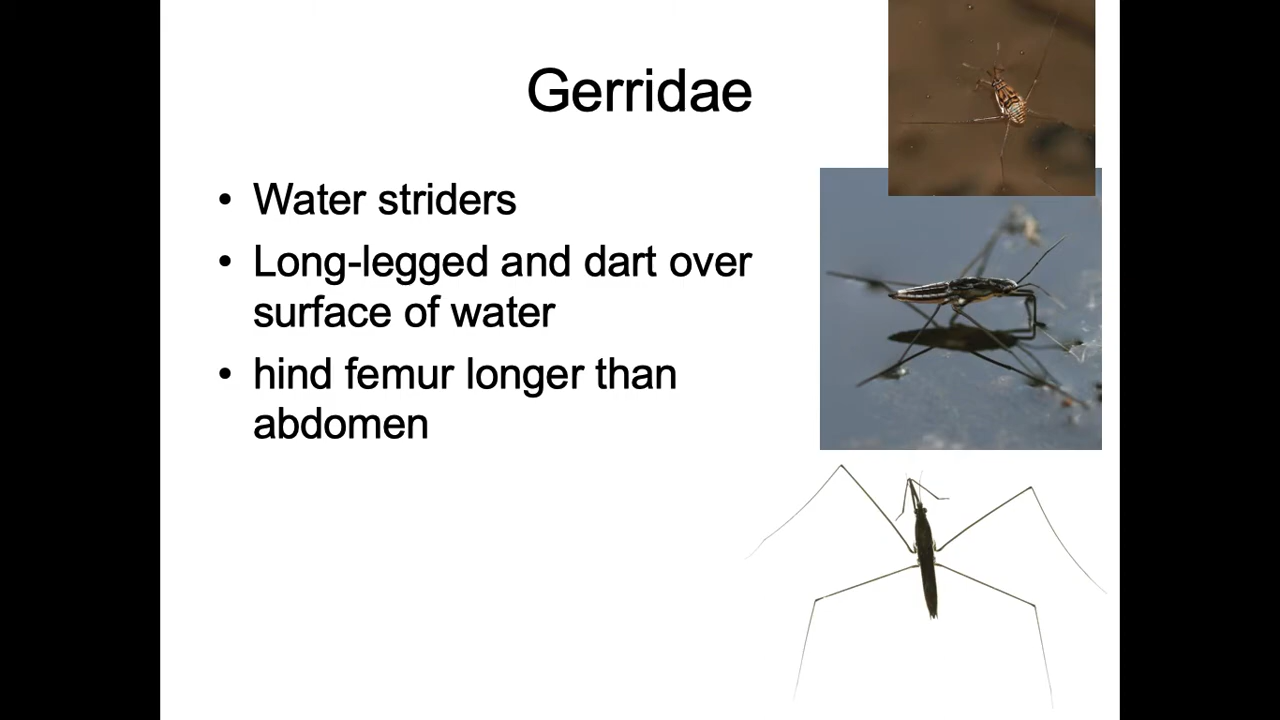 Gerridae
• Water striders
• Long-legged and dart over
surface of water
• hind femur longer than
abdomen